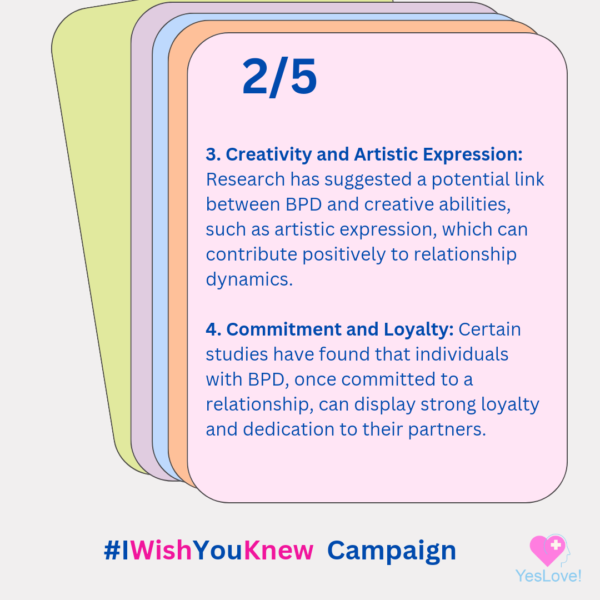 2/5
3. Creativity and Artistic Expression:
Research has suggested a potential link
between BPD and creative abilities,
such as artistic expression, which can
contribute positively to relationship
dynamics.
4. Commitment and Loyalty: Certain
studies have found that individuals
with BPD, once committed to a
relationship, can display strong loyalty
and dedication to their partners.
#IWishYouKnew Campaign
YesLove!